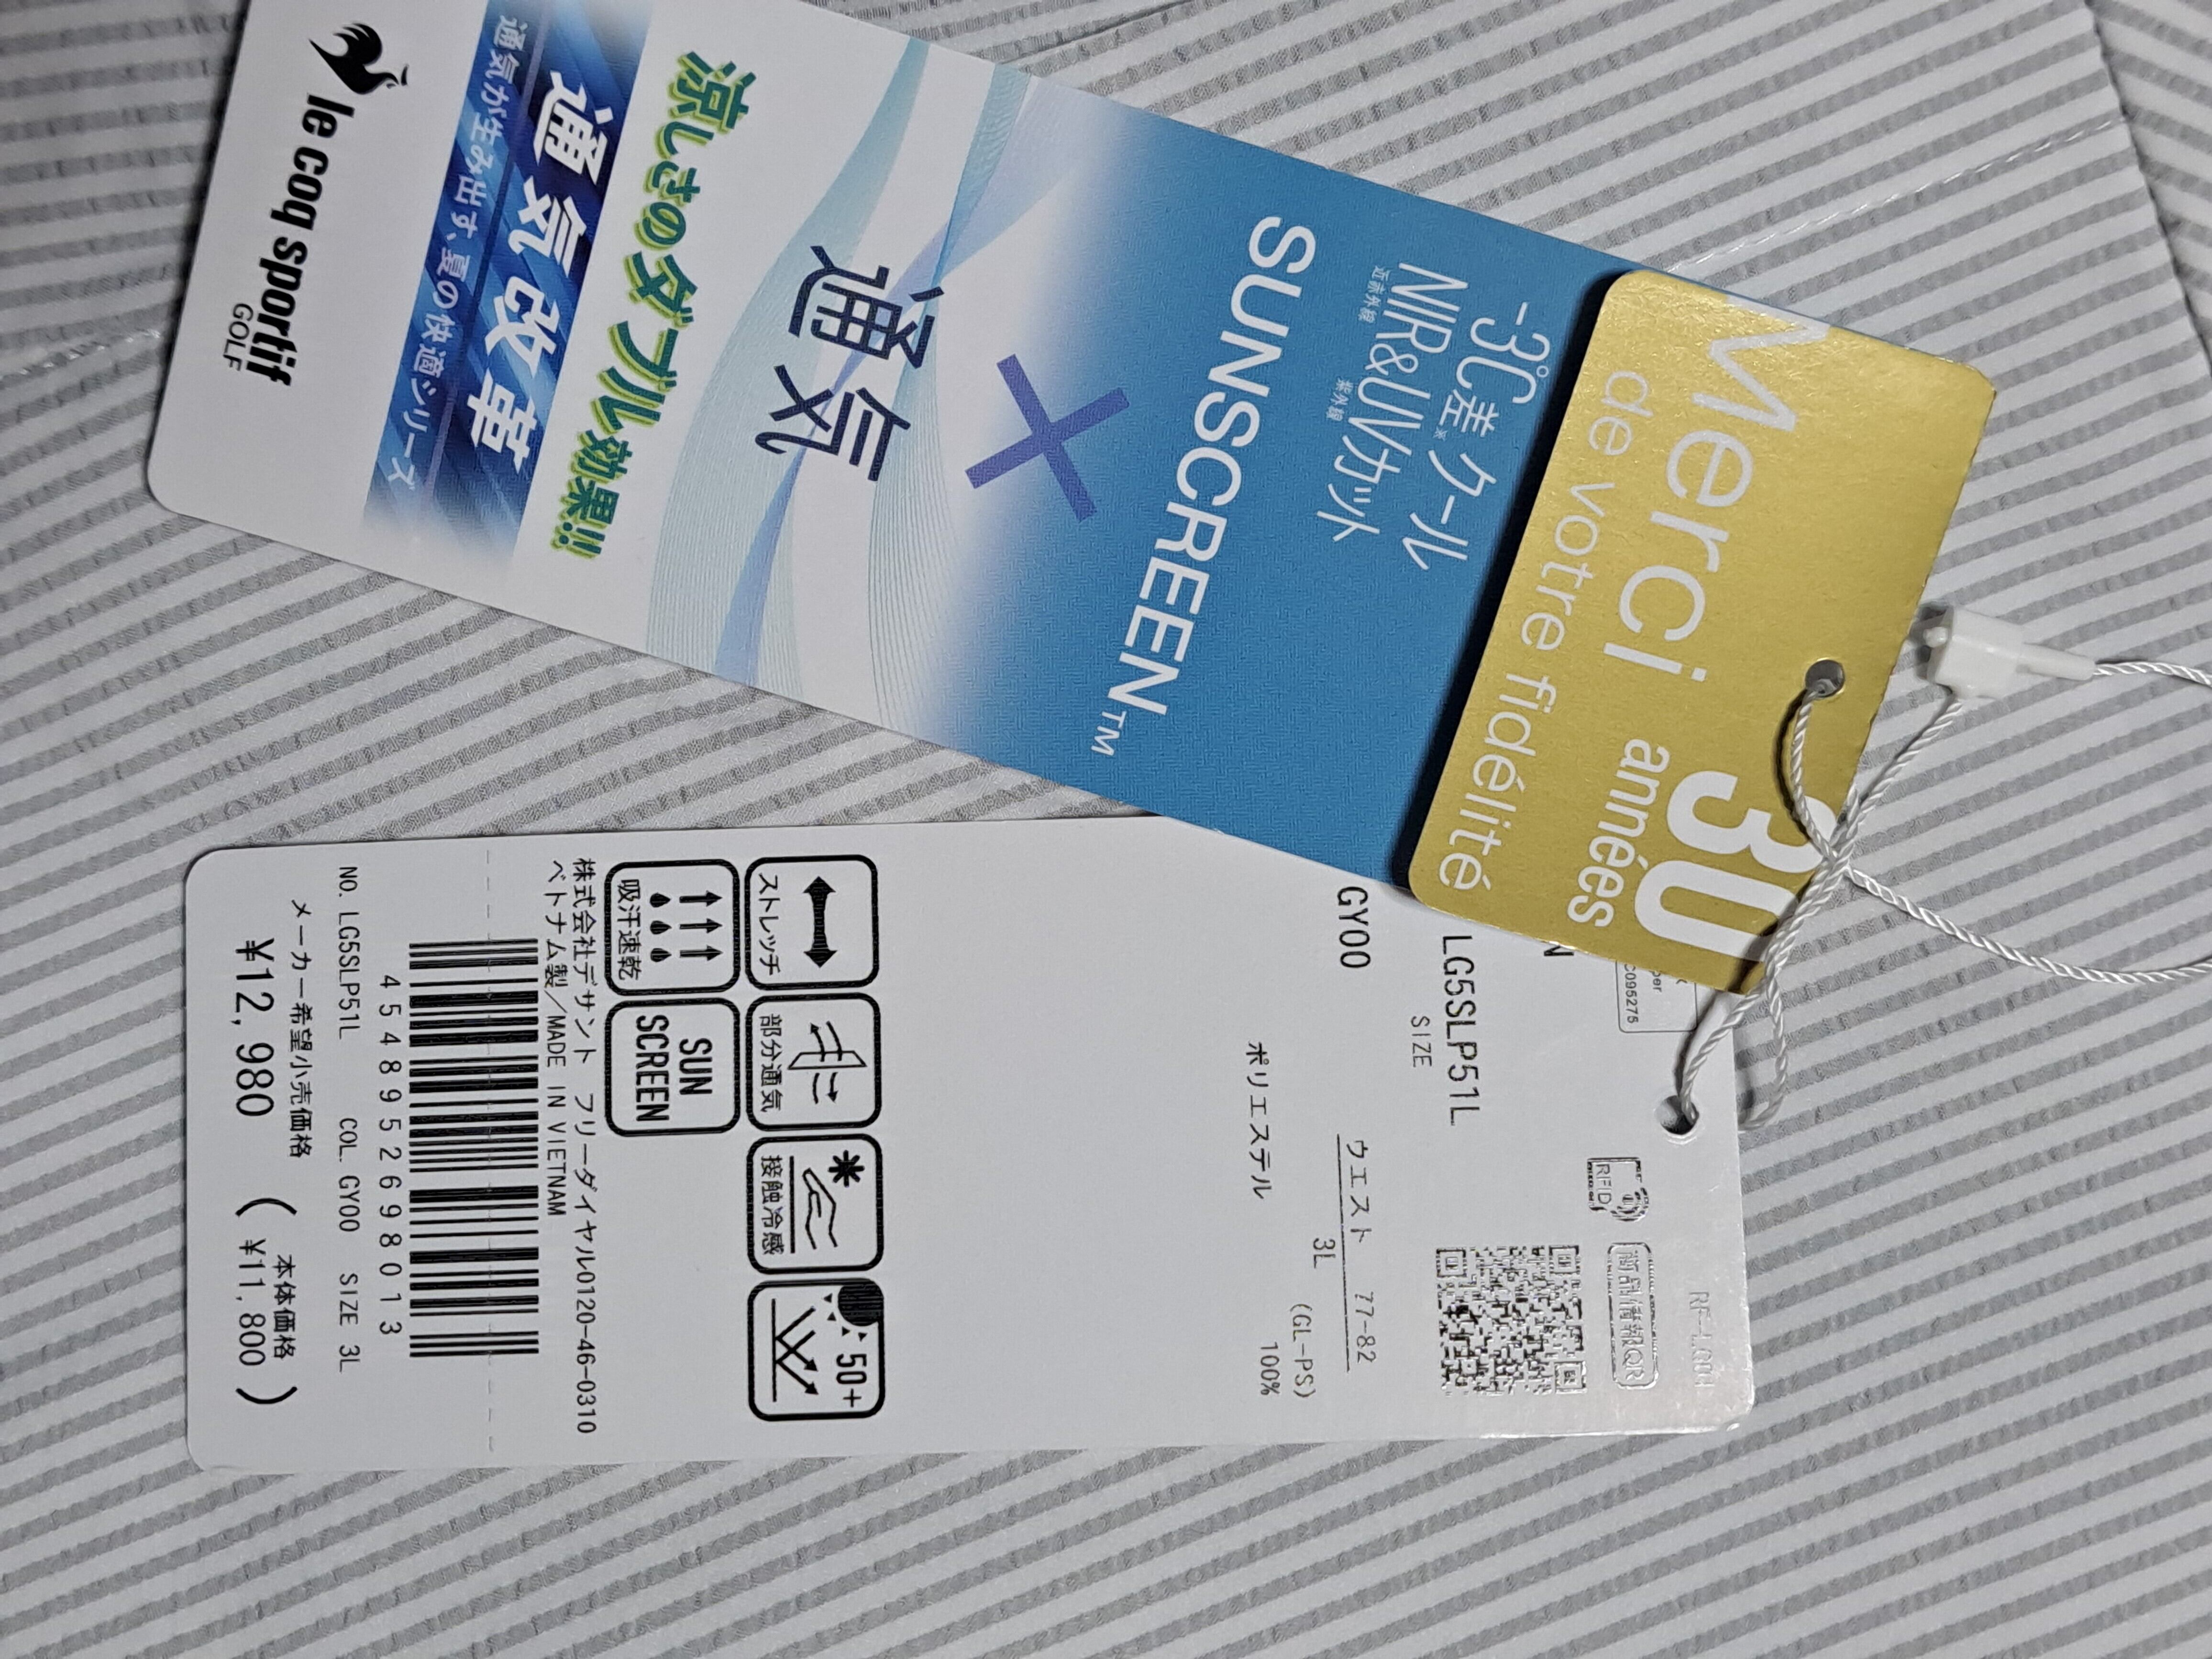 Merci 30
années
de votre fidélité
-3℃差※クール
NIR&UVカット
近赤外線 紫外線
SUNSCREEN™
×
通気
涼しさのダブル効果!!
通気改革
通気が生み出す、夏の快適シリーズ
le coq sportif
GOLF
RFID
商品情報QR
C095275
LG5SLP51L
SIZE
GY00
ウエスト 77-82
3L
(GL-PS)
ポリエステル 100%
ストレッチ
部分通気
接触冷感
50+
吸汗速乾
SUN
SCREEN
株式会社デサント フリーダイヤル0120-46-0310
ベトナム製/MADE IN VIETNAM
4548952698013
NO. LG5SLP51L COL. GY00 SIZE 3L
メーカー希望小売価格 本体価格
¥12,980 (¥11,800)